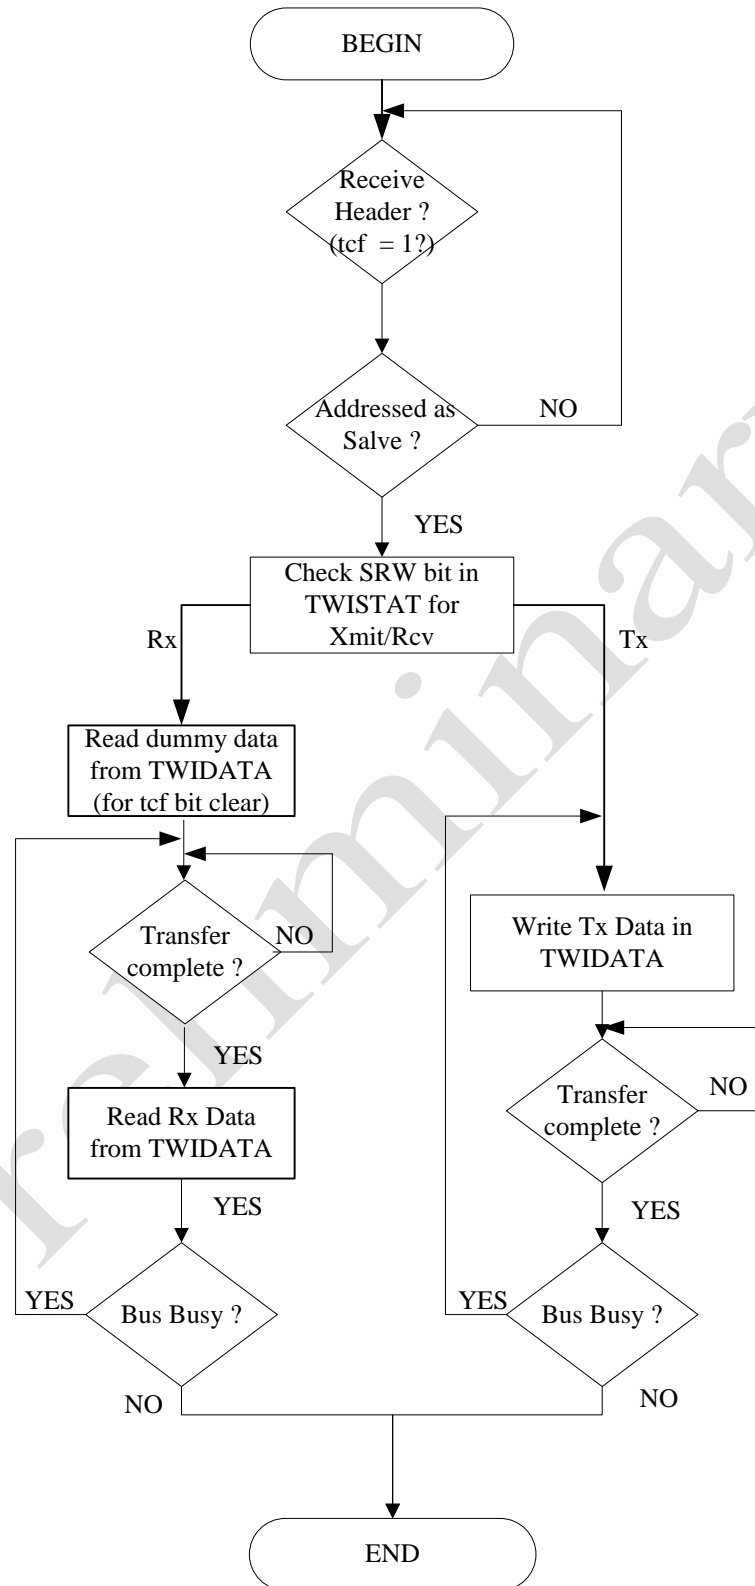 BEGIN
Receive
Header ?
(tcf = 1?)
Addressed as
Salve ?
NO
YES
Check SRW bit in
TWISTAT for
Xmit/Rcv
Rx
Tx
Read dummy data
from TWIDATA
(for tcf bit clear)
Transfer
complete ?
NO
Write Tx Data in
TWIDATA
YES
Transfer
complete ?
NO
Read Rx Data
from TWIDATA
YES
YES
Bus Busy ?
YES
Bus Busy ?
YES
NO
NO
END
reliminary